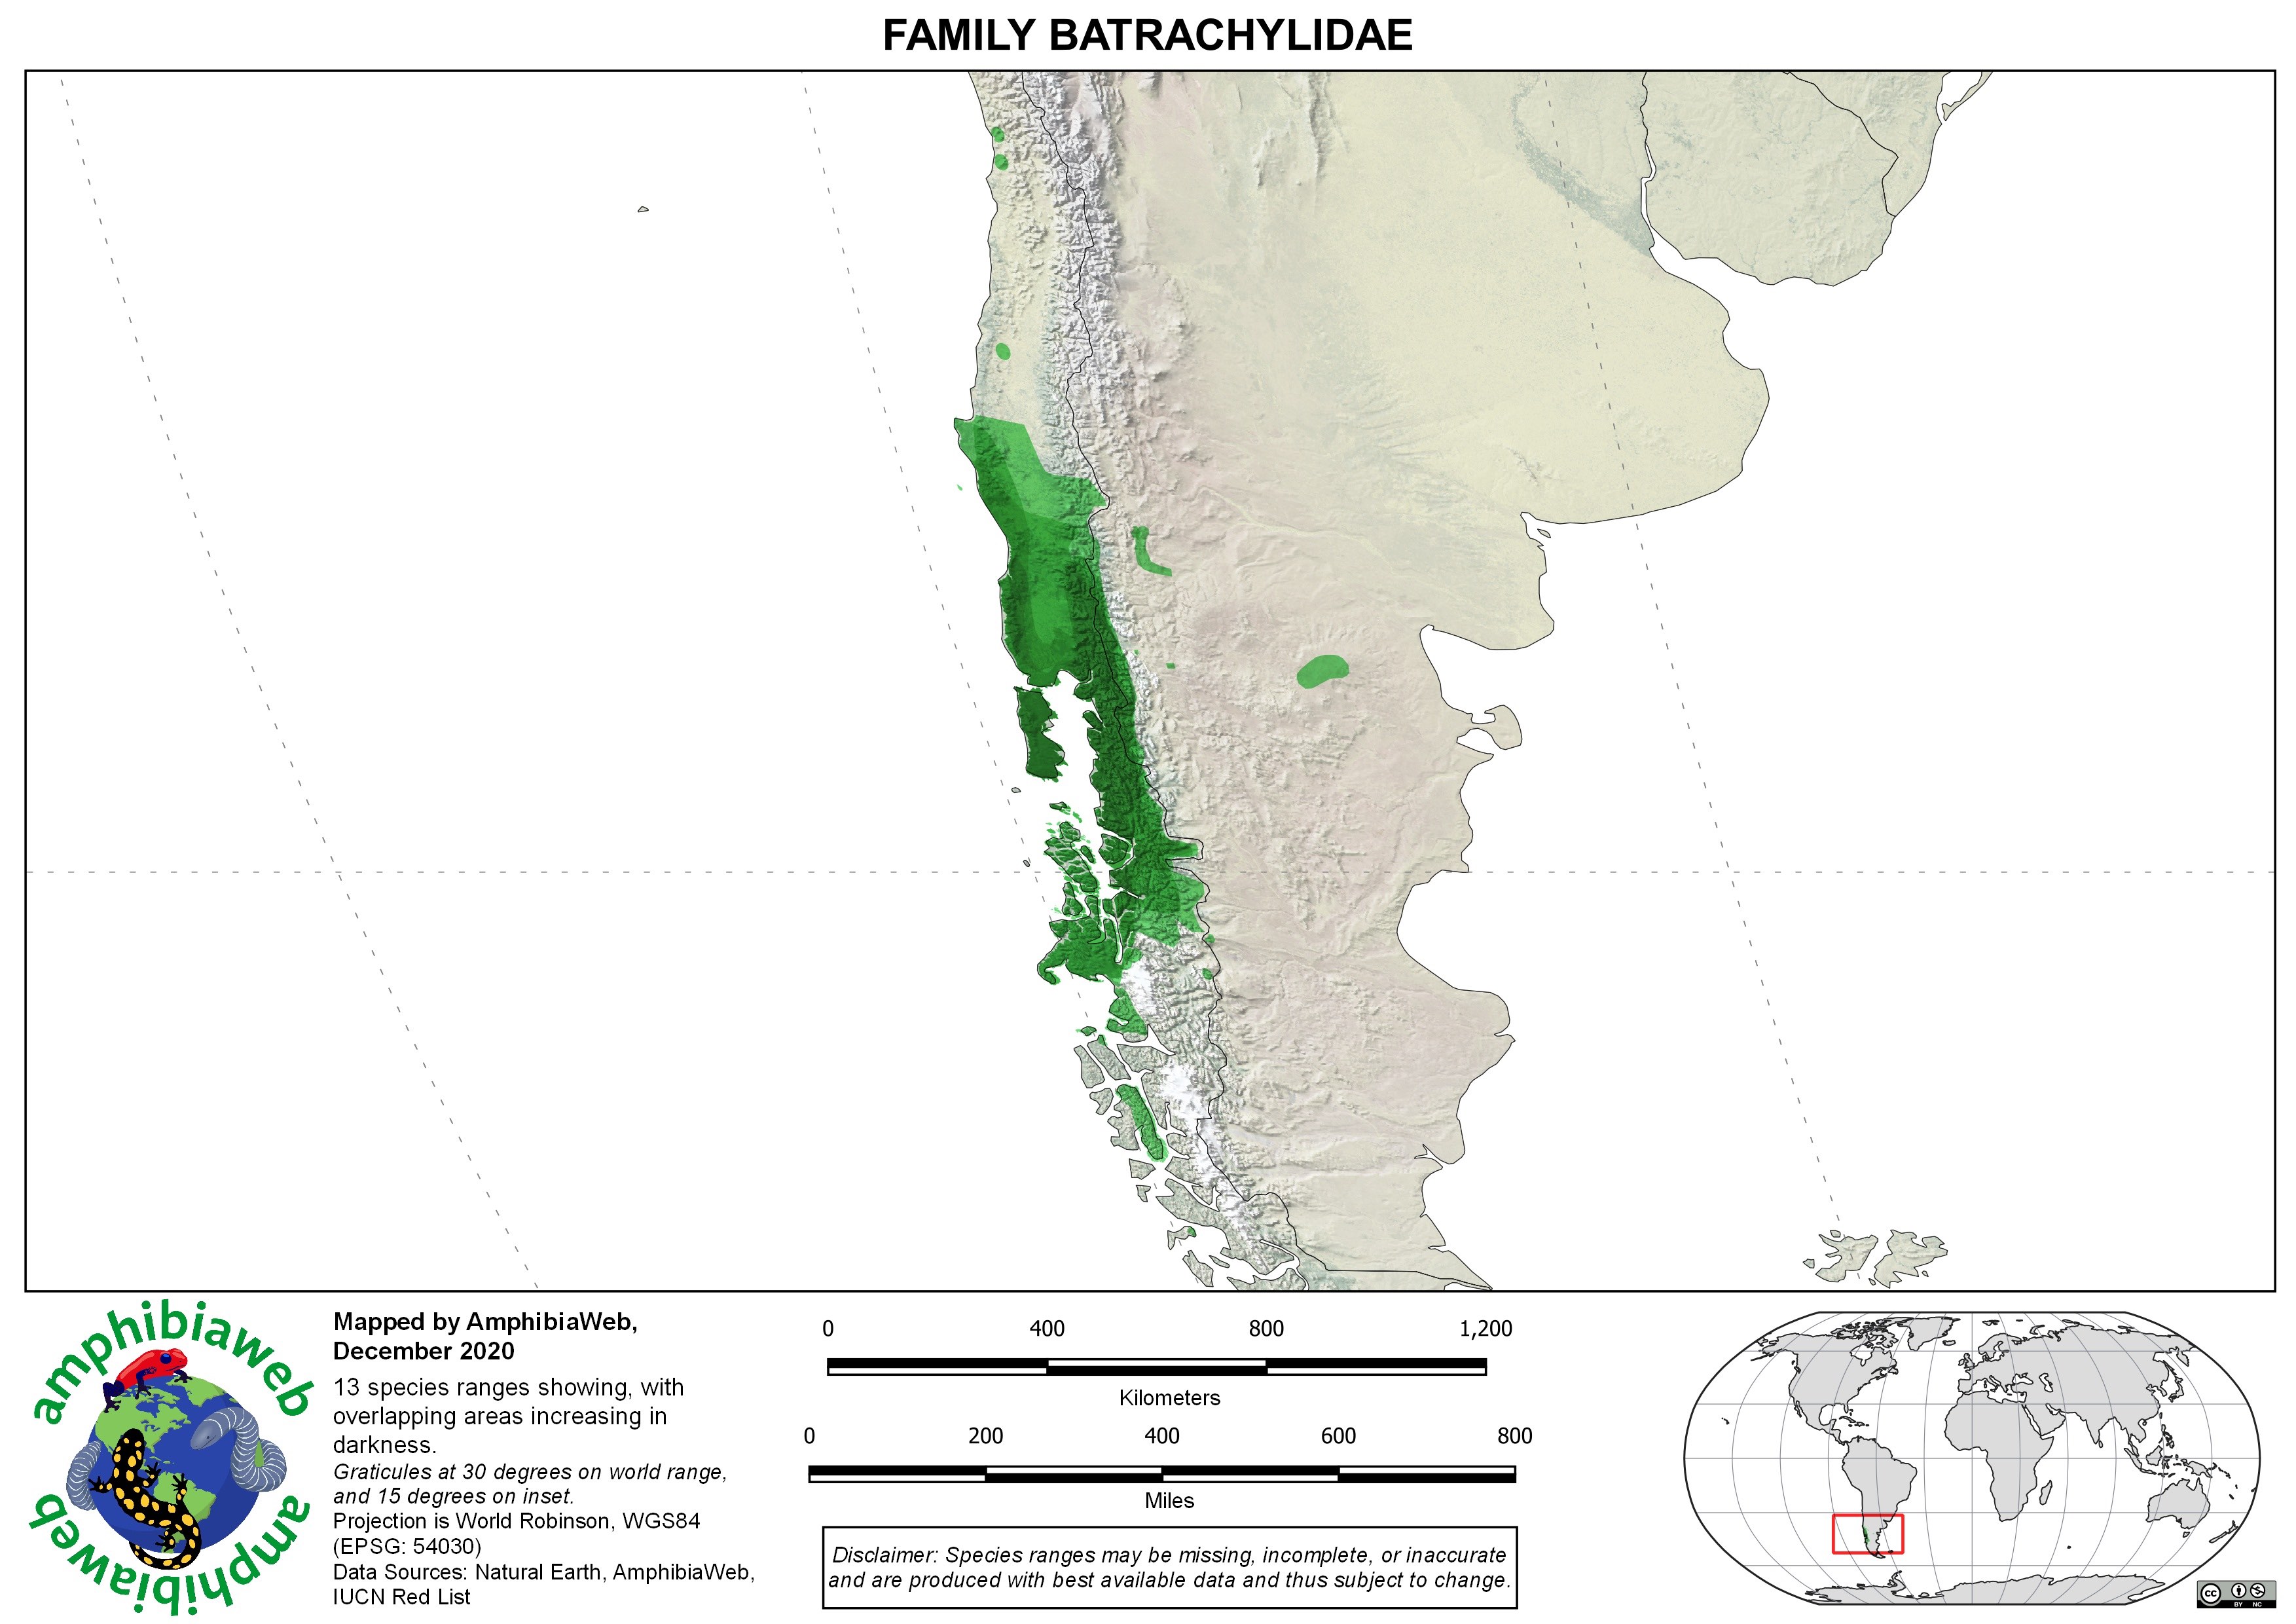 FAMILY BATRACHYLIDAE
amphibiaweb
amphibiaweb
Mapped by AmphibiaWeb,
December 2020
13 species ranges showing, with
overlapping areas increasing in
darkness.
Graticules at 30 degrees on world range,
and 15 degrees on inset.
Projection is World Robinson, WGS84
(EPSG: 54030)
Data Sources: Natural Earth, AmphibiaWeb,
IUCN Red List
0 400 800 1,200
Kilometers
0 200 400 600 800
Miles
Disclaimer: Species ranges may be missing, incomplete, or inaccurate
and are produced with best available data and thus subject to change.
cc
BY NC